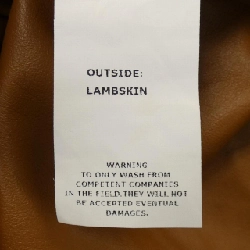 OUTSIDE:
LAMBSKIN
WARNING
TO ONLY WASH FROM
COMPETENT COMPANIES
IN THE FIELD.THEY WILL NOT
BE ACCEPTED EVENTUAL
DAMAGES.